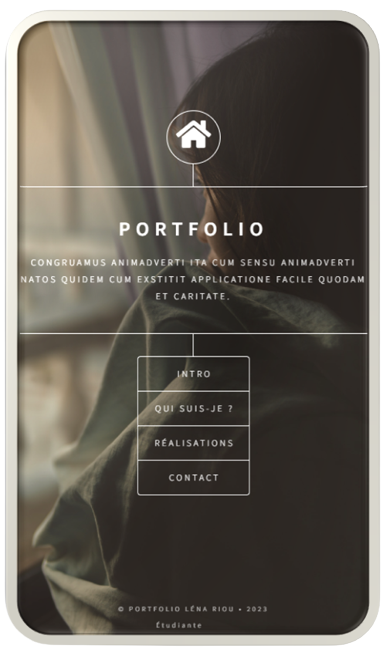 PORTFOLIO
CONGRUAMUS ANIMADVERTI ITA CUM SENSU ANIMADVERTI
NATOS QUIDEM CUM EXSTITIT APPLICATIONE FACILE QUODAM
ET CARITATE.
INTRO
QUI SUIS-JE ?
RÉALISATIONS
CONTACT
© PORTFOLIO LÉNA RIOU • 2023
Étudiante